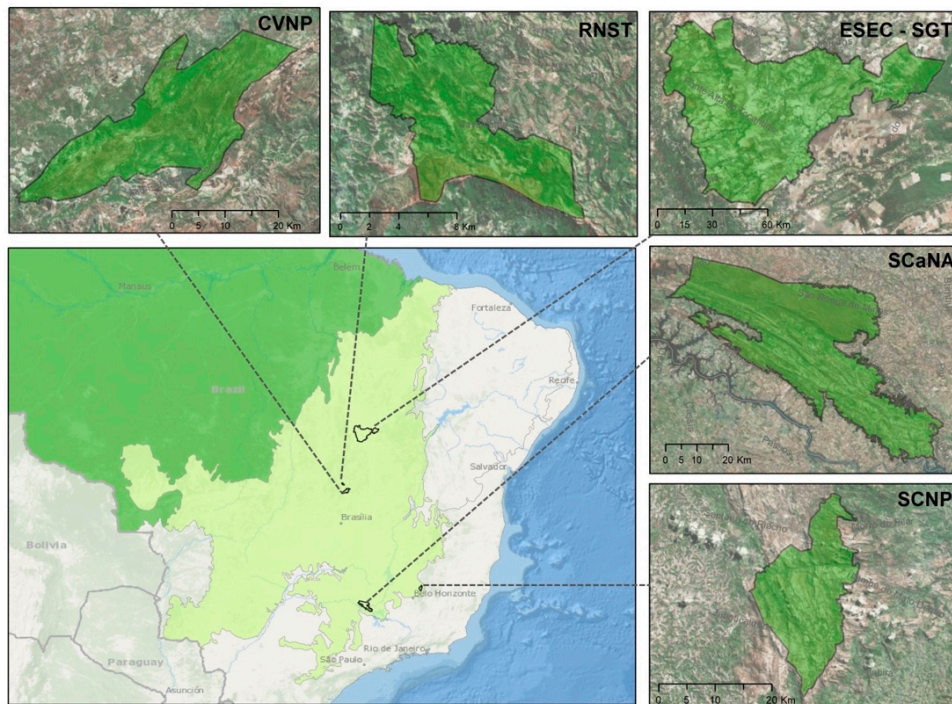 CVNP
0 5 10 20 Km
RNST
0 2 4 8 Km
ESEC - SGT
0 15 30 60 Km
SCaNA
0 5 10 20 Km
SCNP
0 5 10 20 Km
Manaus
Belém
Fortaleza
Brazil
Recife
Salvador
Brasília
Bolivia
Belo Horizonte
Rio de Janeiro
São Paulo
Paraguay
Asunción